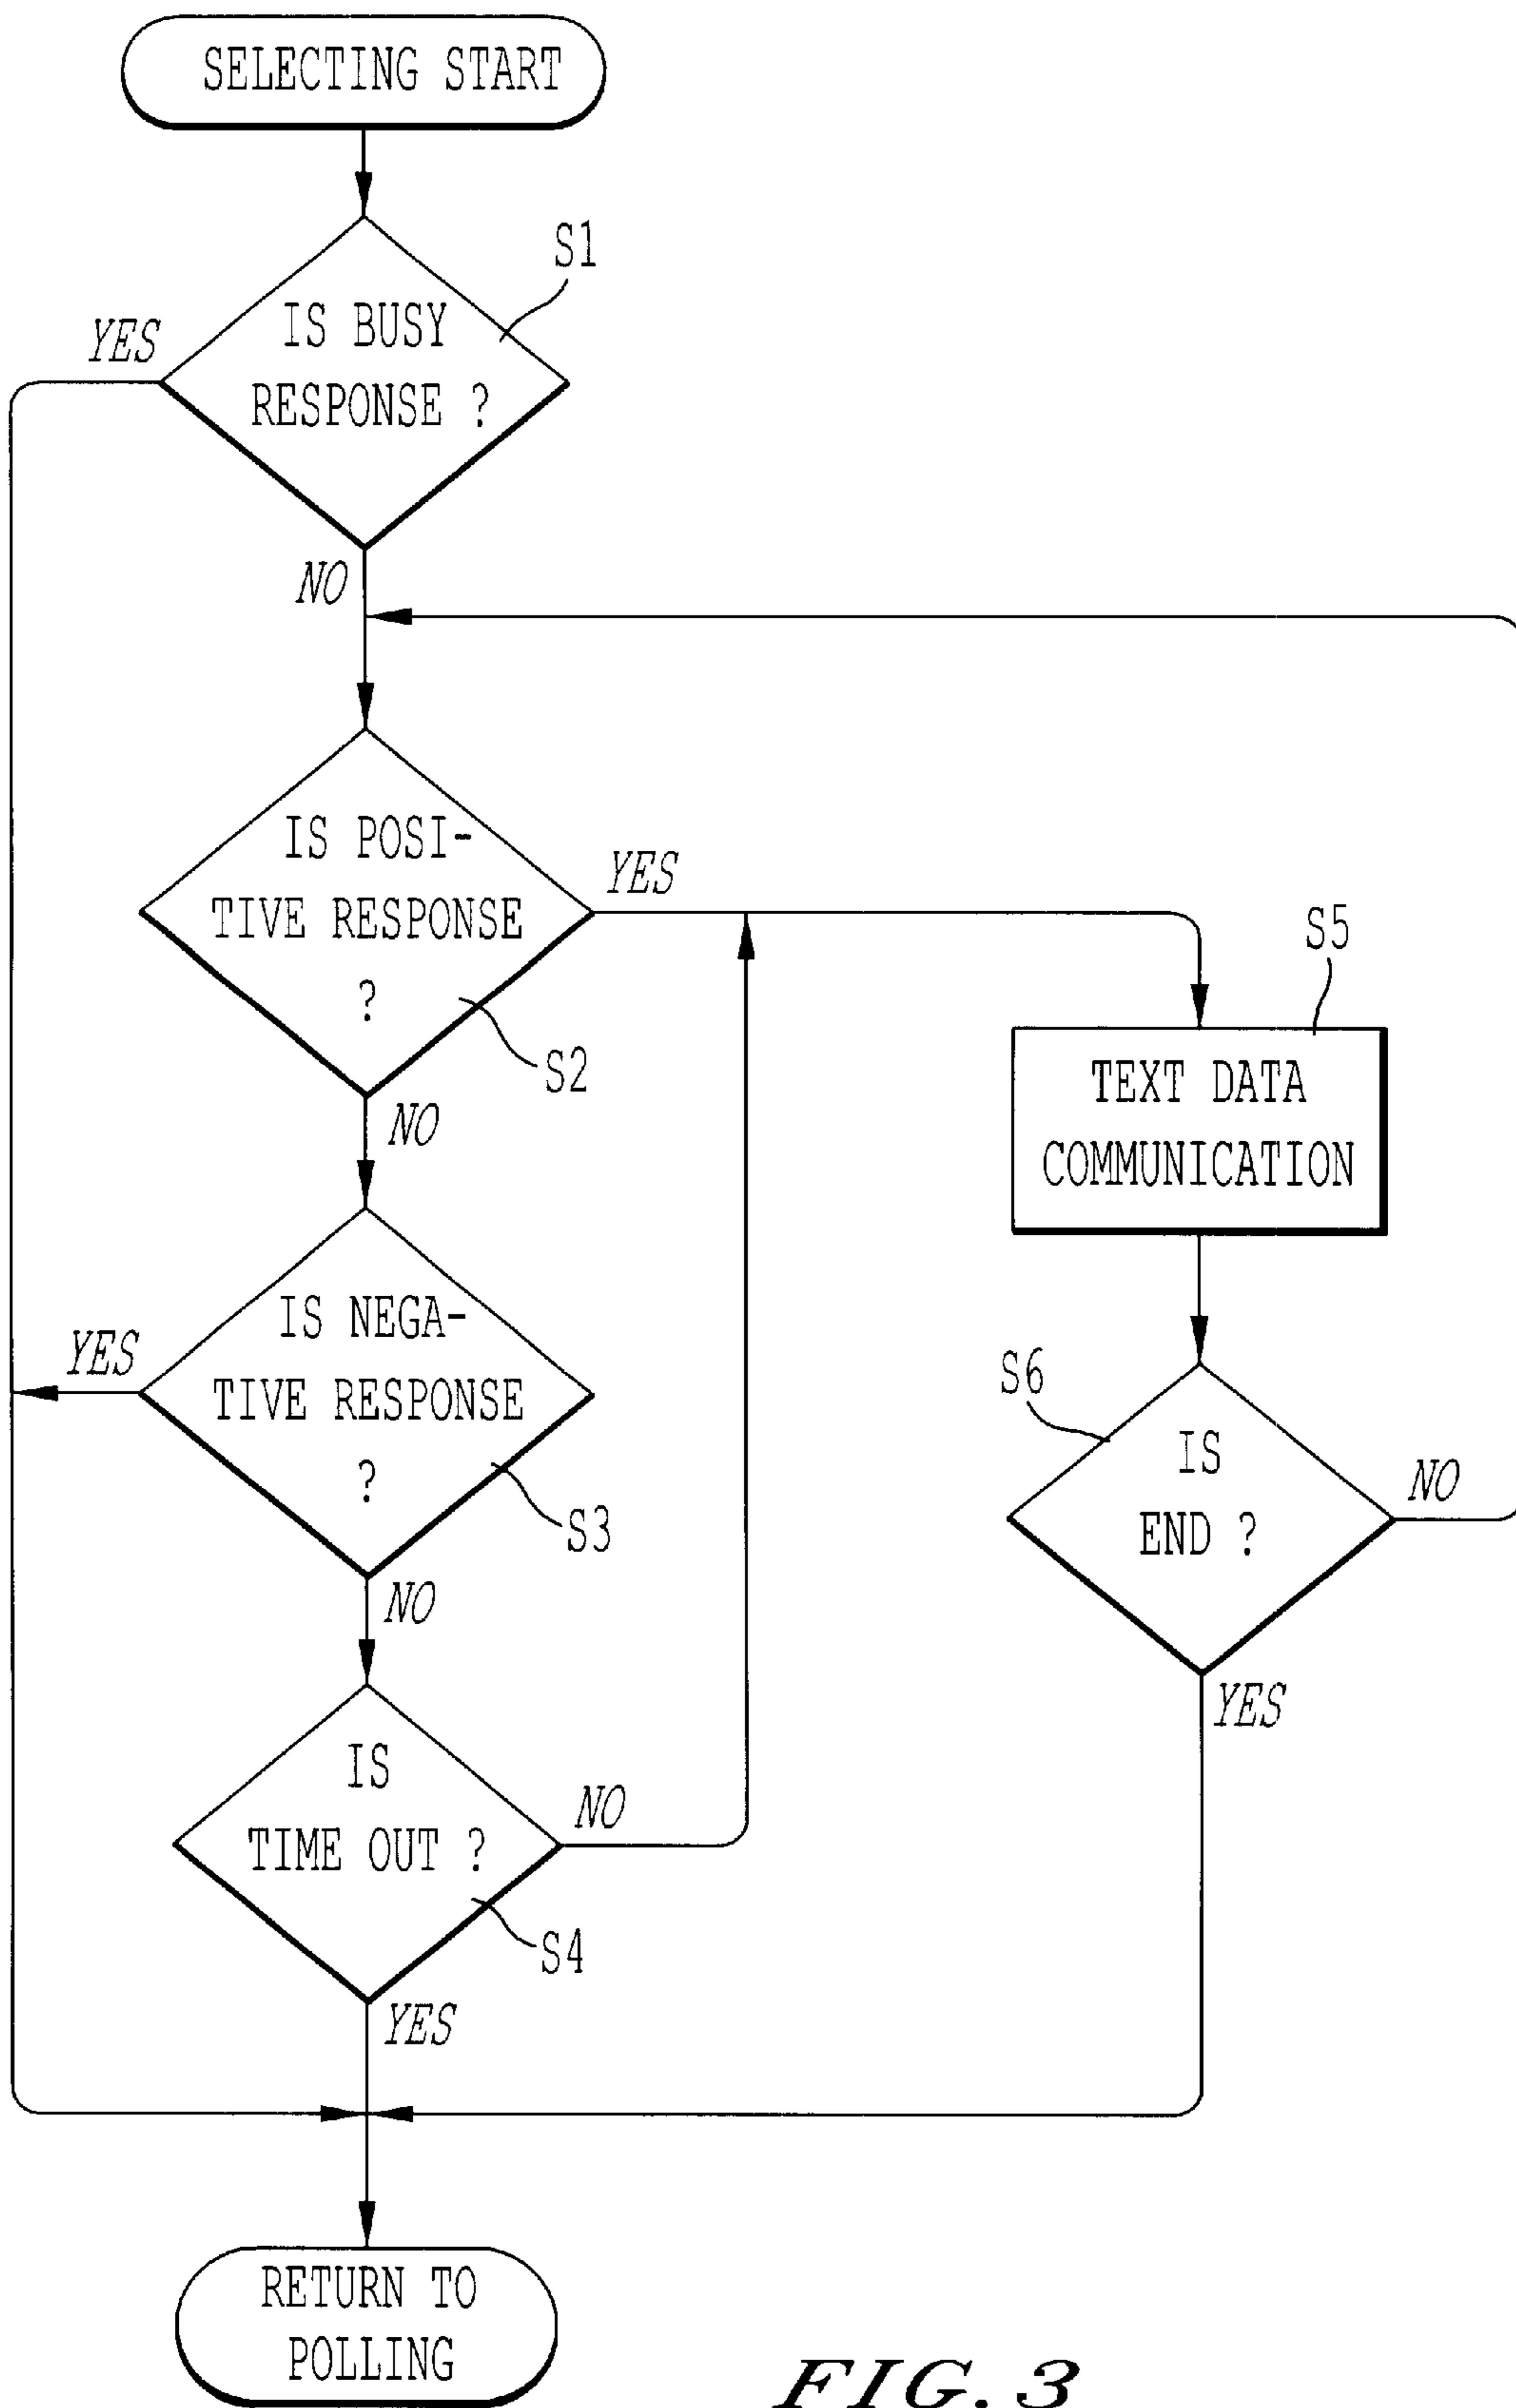 SELECTING START
S1
IS BUSY
RESPONSE ?
YES
NO
IS POSI-
TIVE RESPONSE
?
YES
S2
NO
S5
TEXT DATA
COMMUNICATION
IS NEGA-
TIVE RESPONSE
?
YES
S3
NO
S6
IS
END ?
NO
YES
IS
TIME OUT ?
NO
S4
YES
RETURN TO
POLLING
FIG. 3